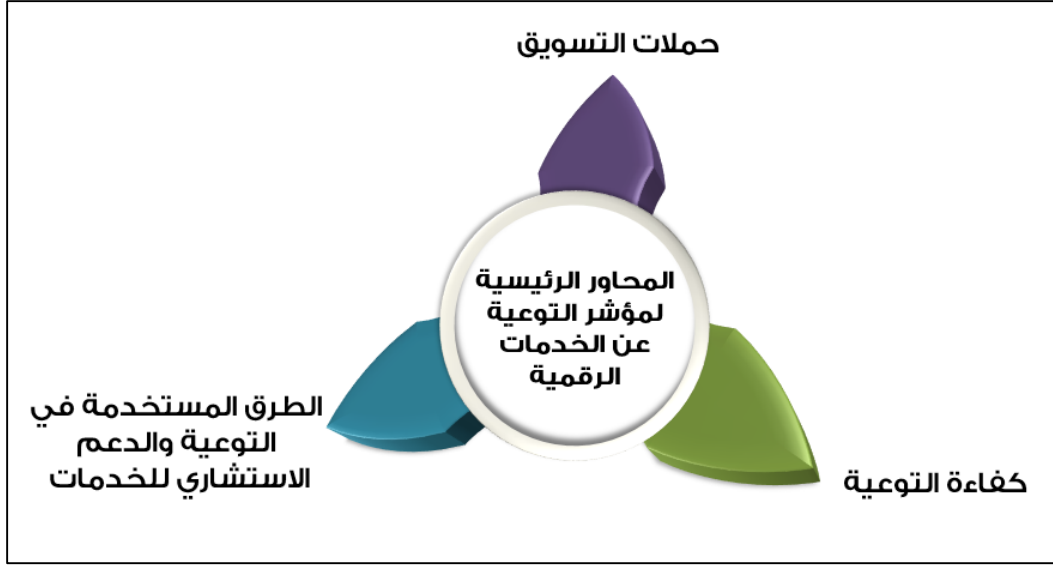 حملات التسويق
المحاور الرئيسية
لمؤشر التوعية
عن الخدمات
الرقمية
كفاءة التوعية
الطرق المستخدمة في
التوعية والدعم
الاستشاري للخدمات